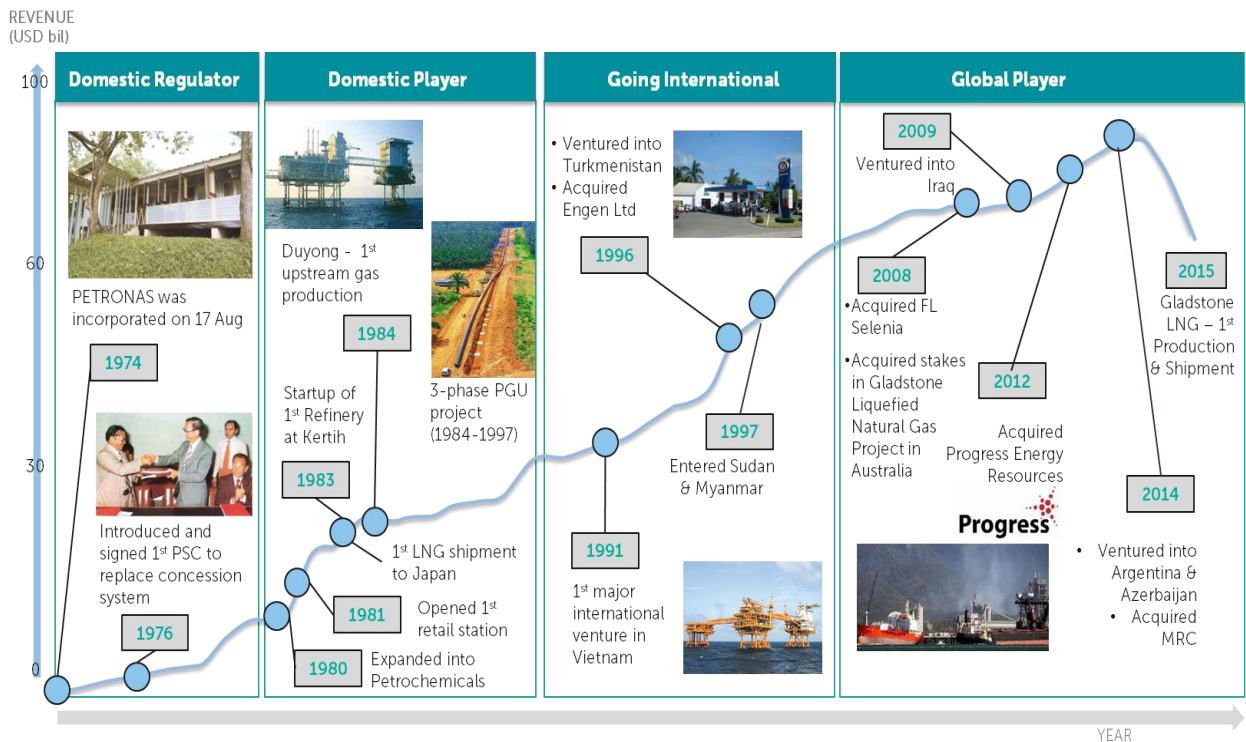 REVENUE
(USD bil)
100
60
30
0
Domestic Regulator
PETRONAS was
incorporated on 17 Aug
1974
Introduced and
signed 1st PSC to
replace concession
system
1976
Domestic Player
Duyong - 1st
upstream gas
production
1984
3-phase PGU
project
(1984-1997)
Startup of
1st Refinery
at Kertih
1983
1st LNG shipment
to Japan
1981
Opened 1st
retail station
1980
Expanded into
Petrochemicals
Going International
• Ventured into
Turkmenistan
• Acquired
Engen Ltd
1996
1997
Entered Sudan
& Myanmar
1991
1st major
international
venture in
Vietnam
Global Player
2009
Ventured into
Iraq
2008
•Acquired FL
Selenia
•Acquired stakes
in Gladstone
Liquefied
Natural Gas
Project in
Australia
2012
Acquired
Progress Energy
Resources
Progress
2015
Gladstone
LNG – 1st
Production
& Shipment
2014
• Ventured into
Argentina &
Azerbaijan
• Acquired
MRC
YEAR